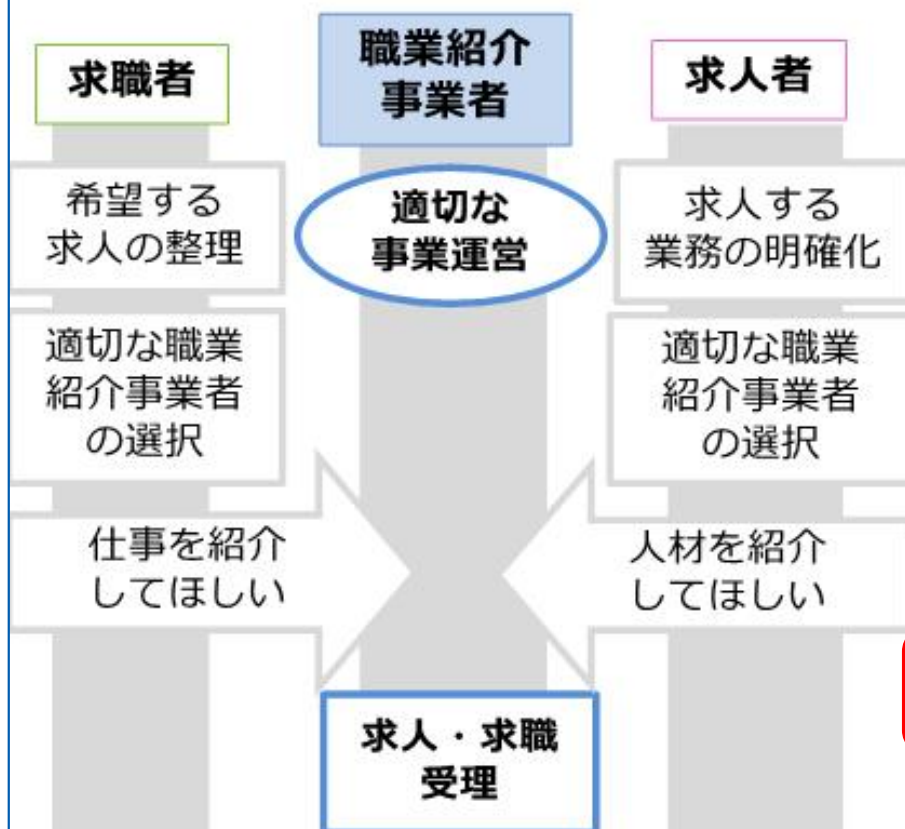 求職者
職業紹介
事業者
求人者
希望する
求人の整理
適切な
事業運営
求人する
業務の明確化
適切な職業
紹介事業者
の選択
適切な職業
紹介事業者
の選択
仕事を紹介
してほしい
人材を紹介
してほしい
求人・求職
受理